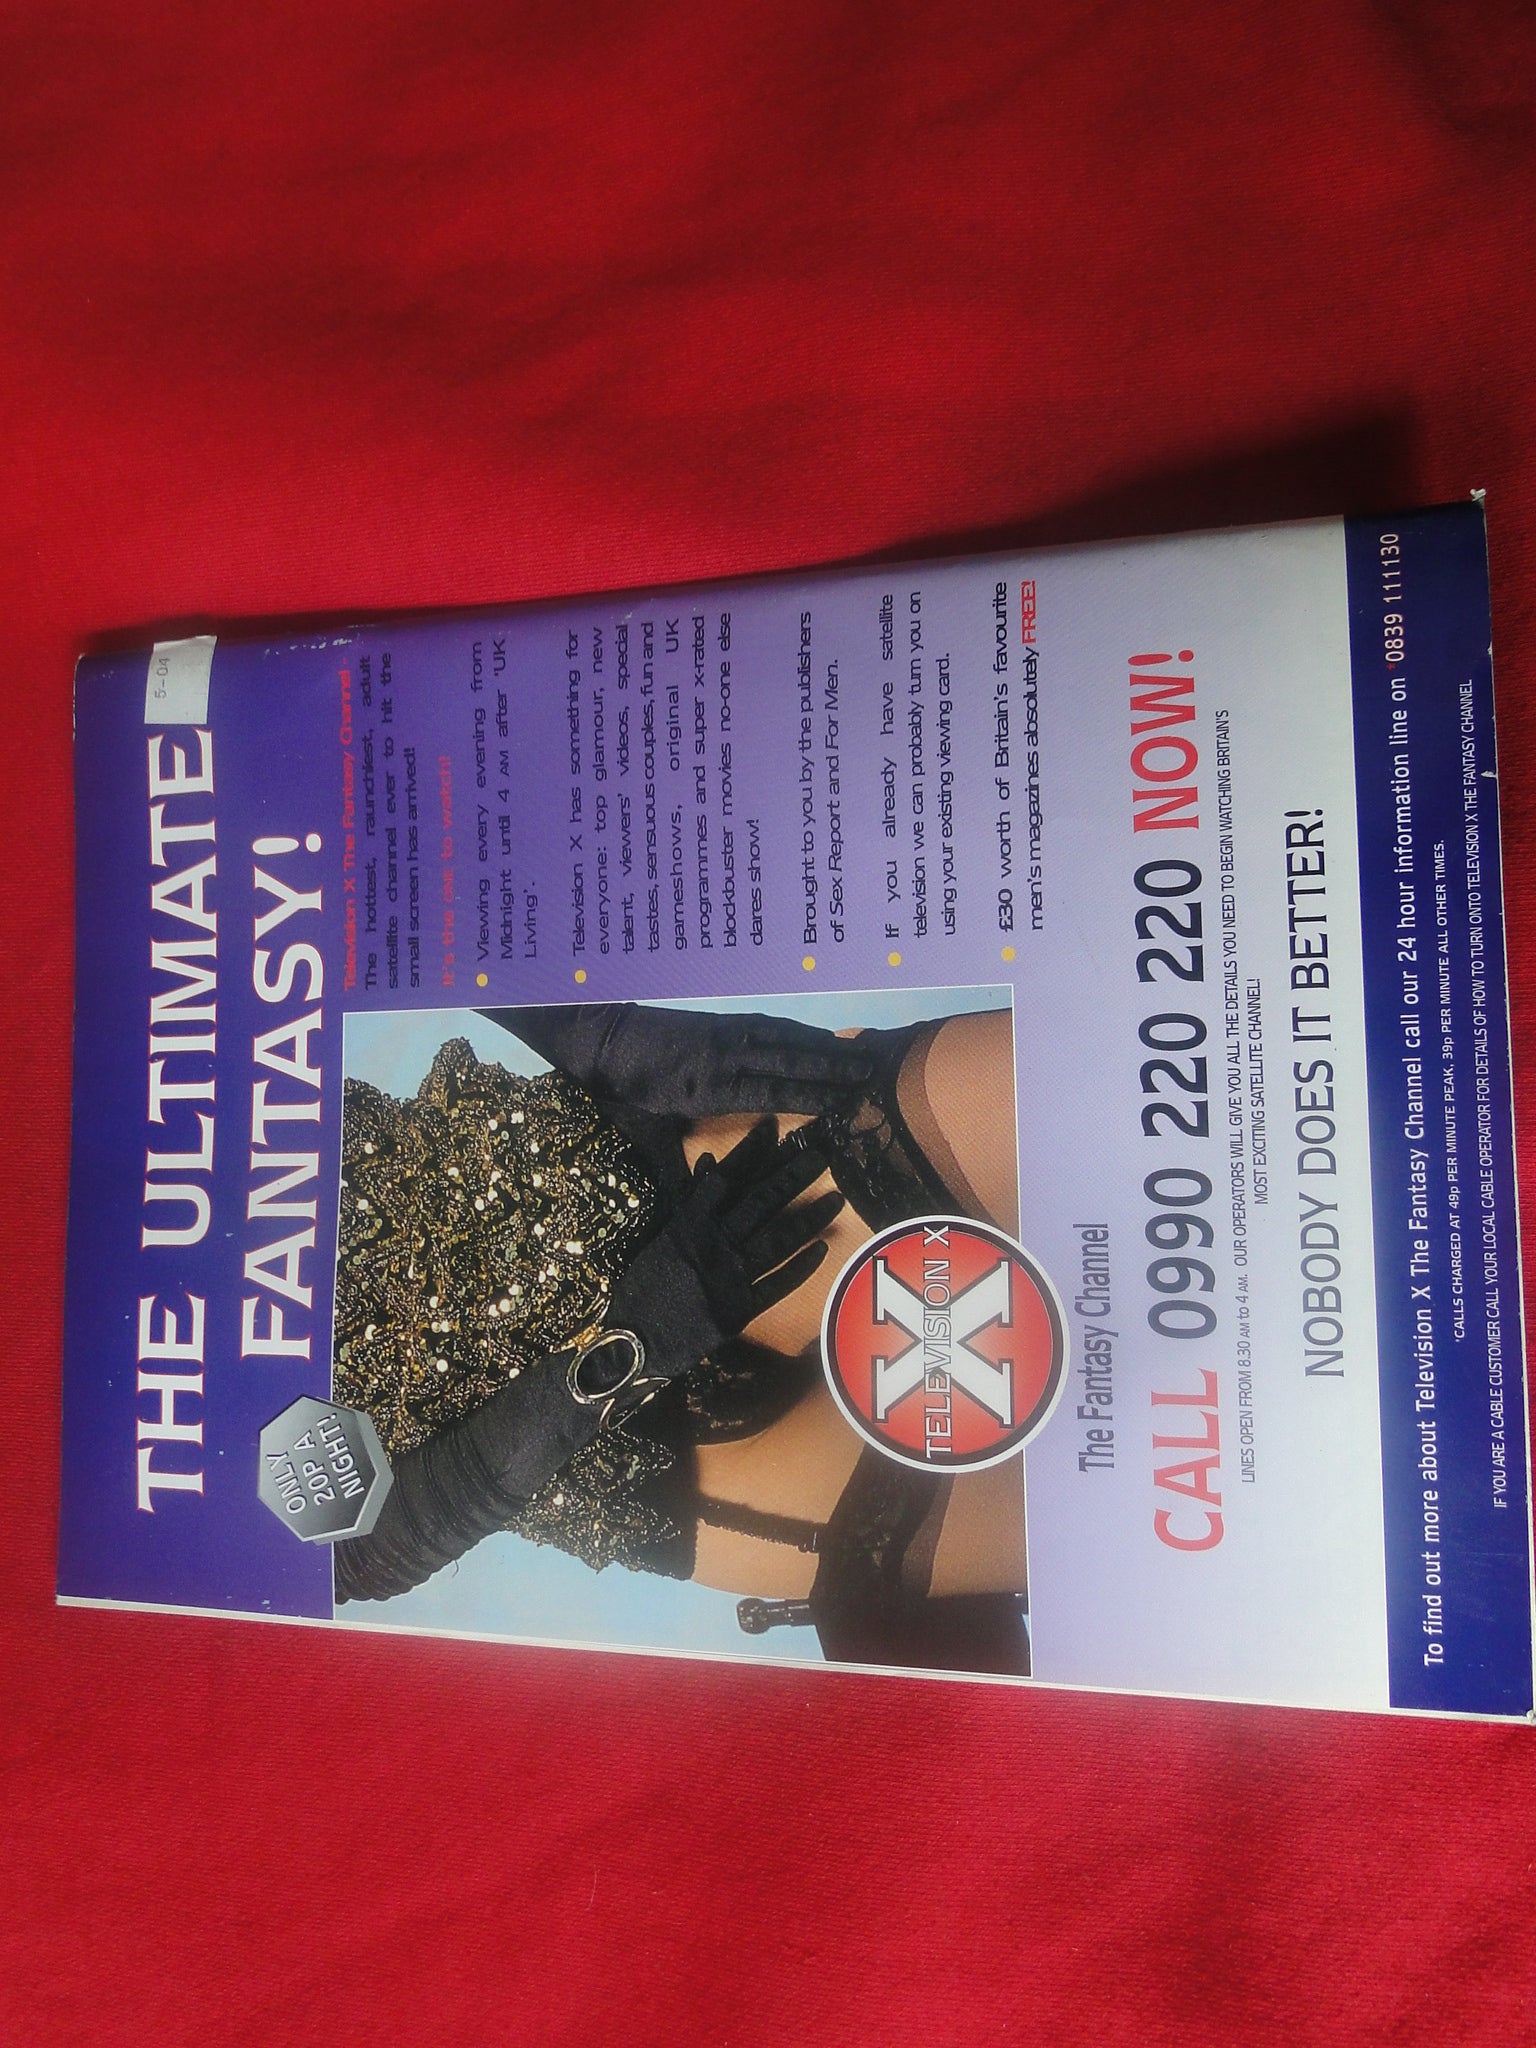 THE ULTIMATE
5-04
FANTASY!
ONLY
20P A
NIGHT!
Television X The Fantasy Channel -
The hottest, raunchiest, adult
satellite channel ever to hit the
small screen has arrived!
It's the one to watch!
Viewing every evening from
Midnight until 4 AM after 'UK
Living'.
Television X has something for
everyone: top glamour, new
talent, viewers' videos, special
tastes, sensuous couples, fun and
gameshows, original UK
programmes and super x-rated
blockbuster movies no-one else
dares show!
Brought to you by the publishers
of Sex Report and For Men.
If you already have satellite
television we can probably turn you on
using your existing viewing card.
£30 worth of Britain's favourite
men's magazines absolutely FREE!
X
TELEVISION X
The Fantasy Channel
CALL 0990 220 220 NOW!
LINES OPEN FROM 8.30 AM to 4 AM. OUR OPERATORS WILL GIVE YOU ALL THE DETAILS YOU NEED TO BEGIN WATCHING BRITAIN'S
MOST EXCITING SATELLITE CHANNEL!
NOBODY DOES IT BETTER!
To find out more about Television X The Fantasy Channel call our 24 hour information line on *0839 111130
*CALLS CHARGED AT 49p PER MINUTE PEAK, 39p PER MINUTE ALL OTHER TIMES.
IF YOU ARE A CABLE CUSTOMER CALL YOUR LOCAL CABLE OPERATOR FOR DETAILS OF HOW TO TURN ONTO TELEVISION X THE FANTASY CHANNEL